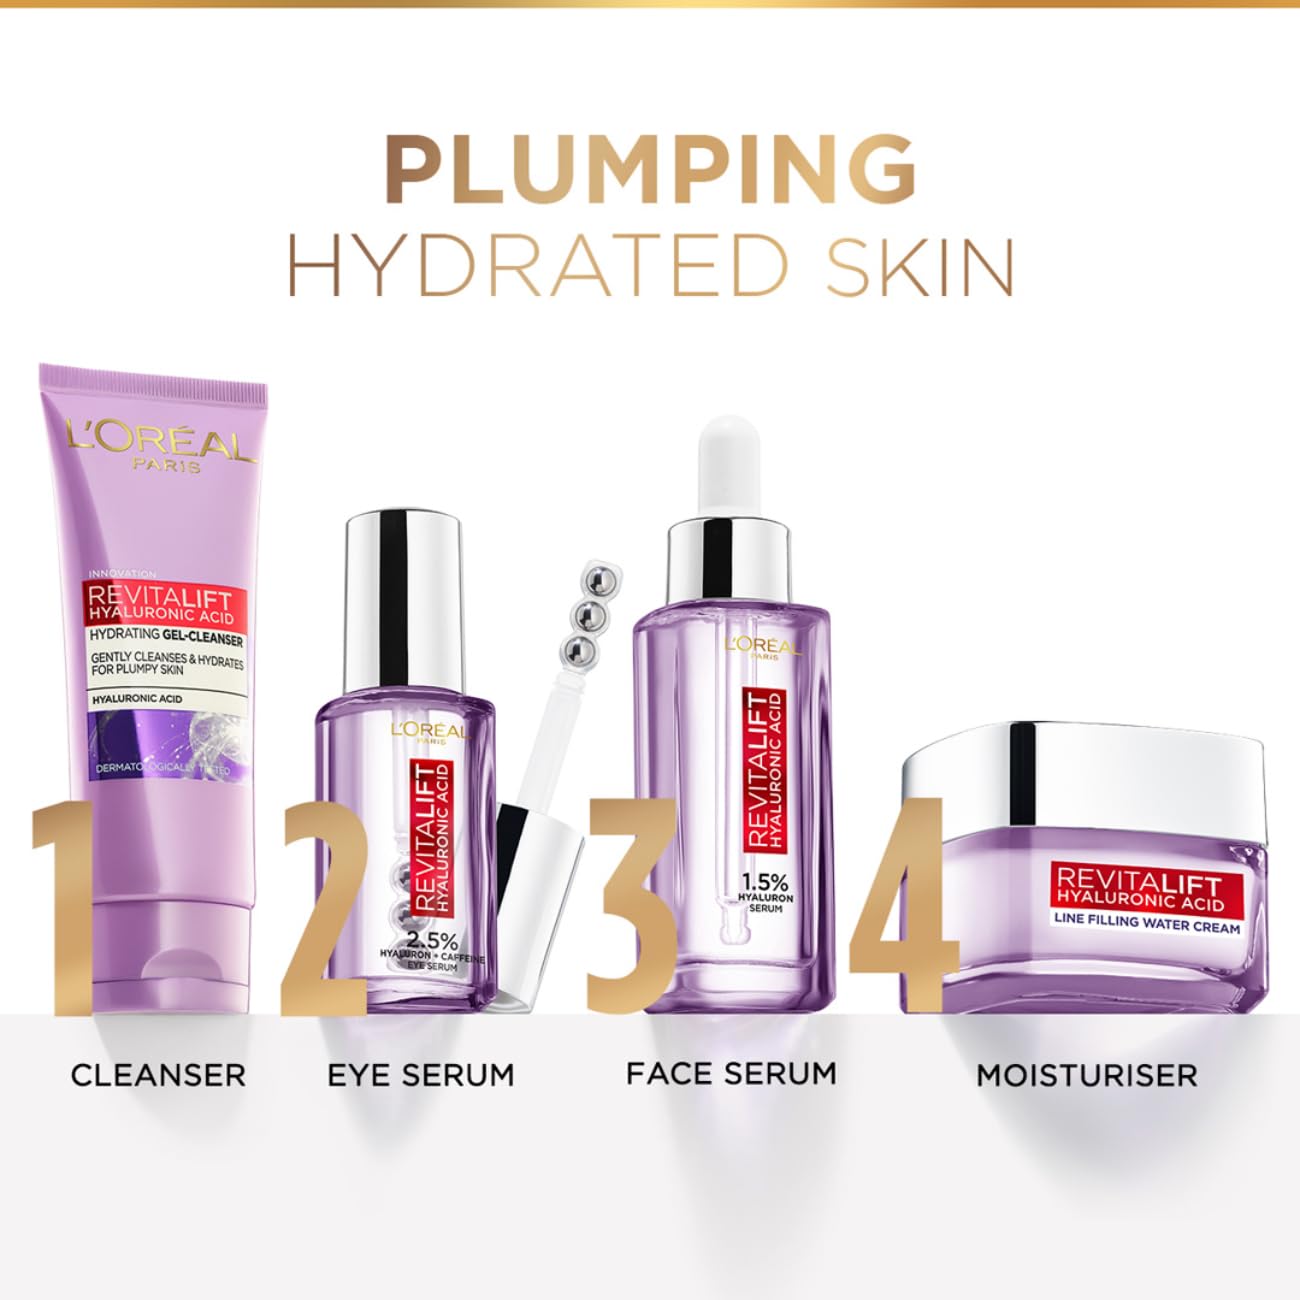 PLUMPING
HYDRATED SKIN
L'ORÉAL
PARIS
INNOVATION
REVITALIFT
HYALURONIC ACID
HYDRATING GEL-CLEANSER
GENTLY CLEANSES & HYDRATES
FOR PLUMPY SKIN
HYALURONIC ACID
DERMATOLOGICALLY TESTED
1
CLEANSER
L'ORÉAL
PARIS
REVITALIFT
HYALURONIC ACID
2.5%
HYALURON + CAFFEINE
EYE SERUM
2
EYE SERUM
L'ORÉAL
PARIS
REVITALIFT
HYALURONIC ACID
1.5%
HYALURON
SERUM
3
FACE SERUM
REVITALIFT
HYALURONIC ACID
LINE FILLING WATER CREAM
4
MOISTURISER